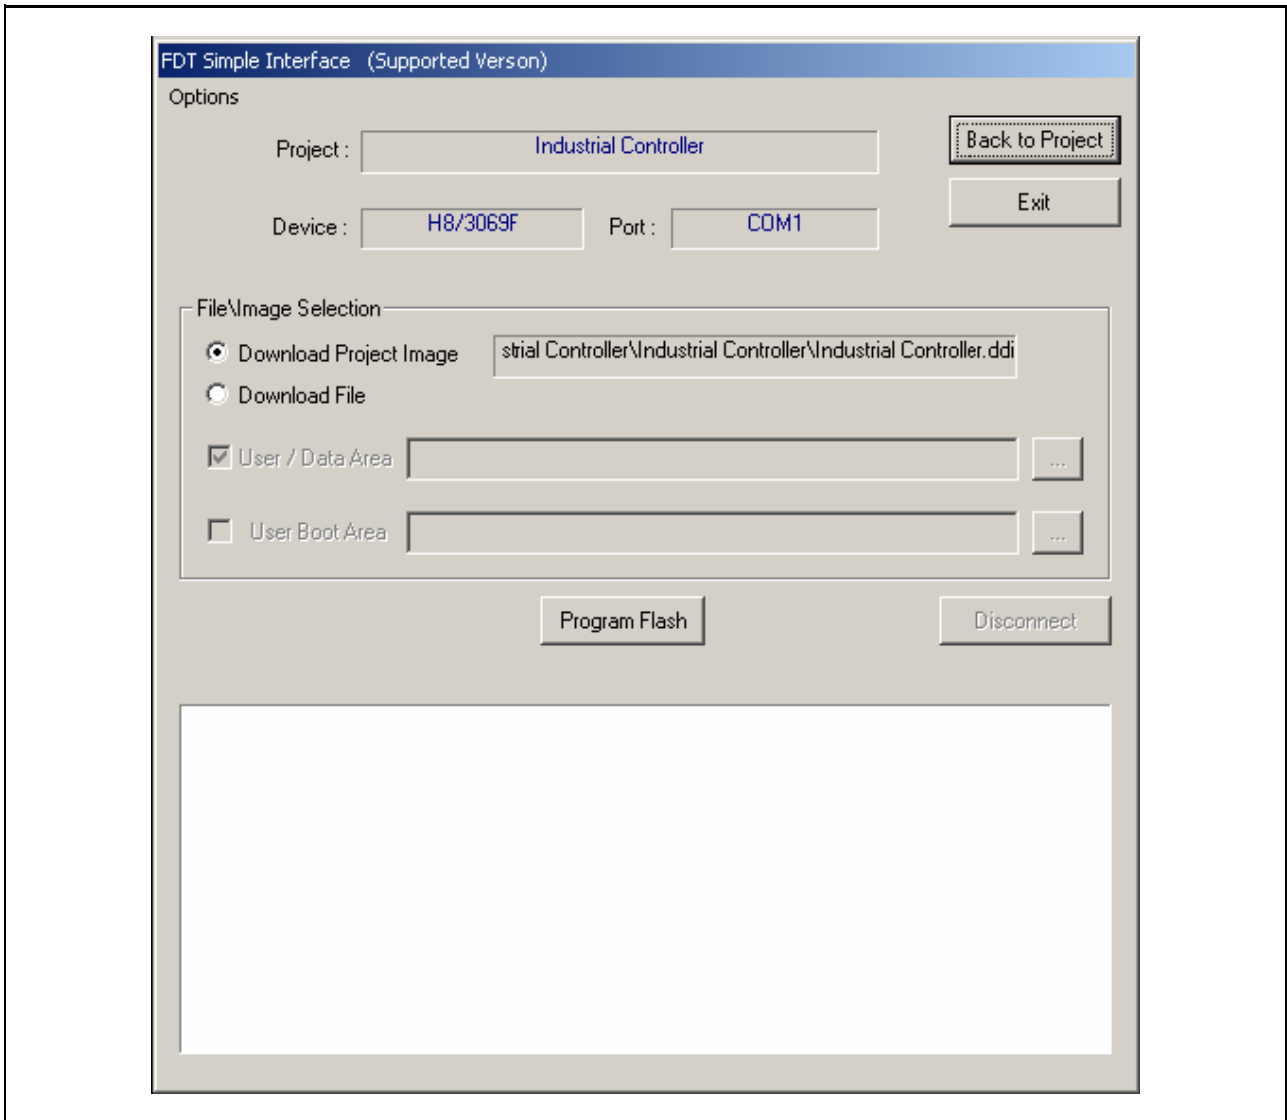 FDT Simple Interface (Supported Verson)
Options
Project : Industrial Controller
Back to Project
Exit
Device : H8/3069F Port : COM1
File\Image Selection
Download Project Image strial Controller\Industrial Controller\Industrial Controller.ddi
Download File
User / Data Area ...
User Boot Area ...
Program Flash Disconnect